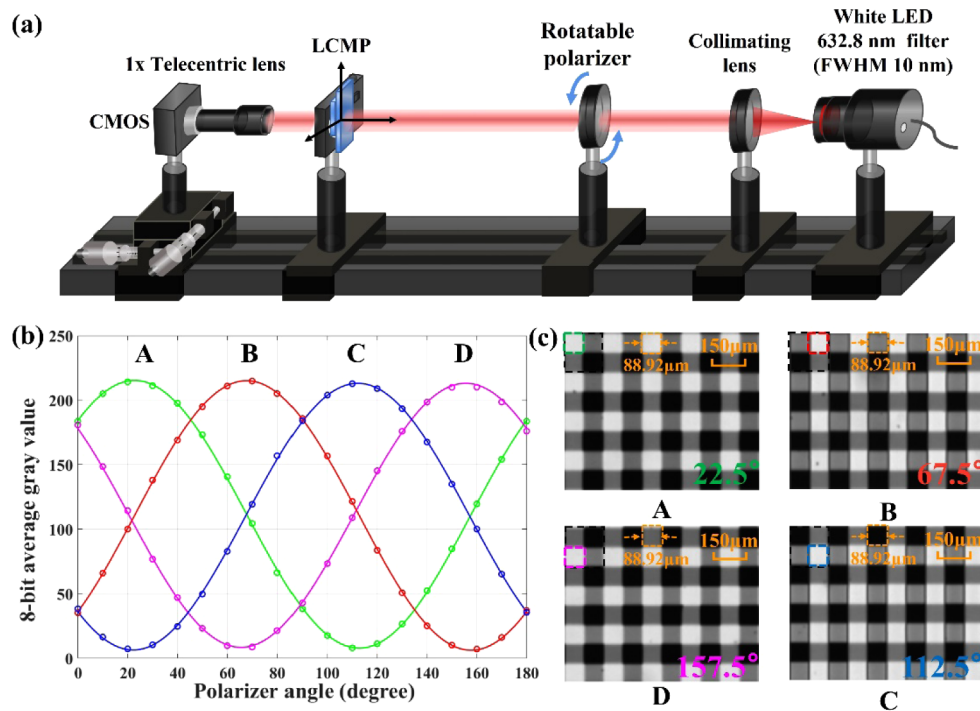 (a)
White LED
632.8 nm filter
(FWHM 10 nm)
LCMP
Rotatable
polarizer
Collimating
lens
1x Telecentric lens
CMOS
(b)
250
200
150
100
50
0
A
B
C
D
0
20
40
60
80
100
120
140
160
180
8-bit average gray value
Polarizer angle (degree)
(c)
150μm
88.92μm
22.5°
A
150μm
88.92μm
67.5°
B
150μm
88.92μm
157.5°
D
150μm
88.92μm
112.5°
C